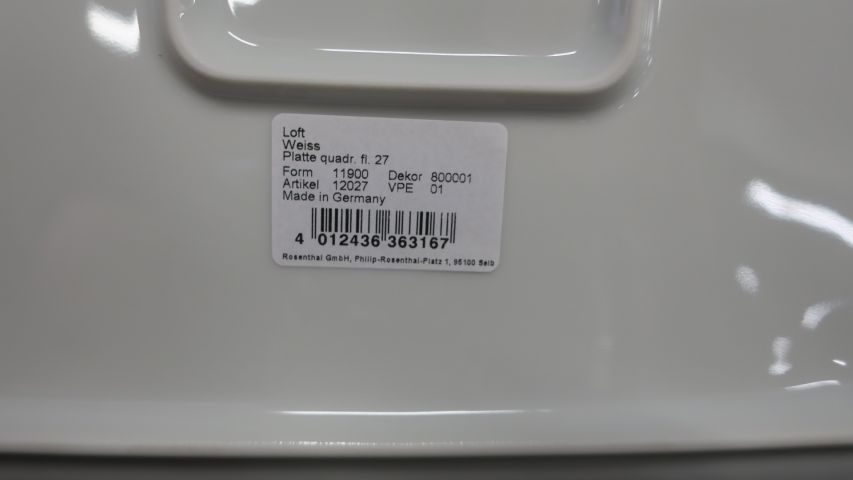 Loft
Weiss
Platte quadr. fl. 27
Form 11900 Dekor 800001
Artikel 12027 VPE 01
Made in Germany
4 012436 363167
Rosenthal GmbH, Philip-Rosenthal-Platz 1, 95100 Selb